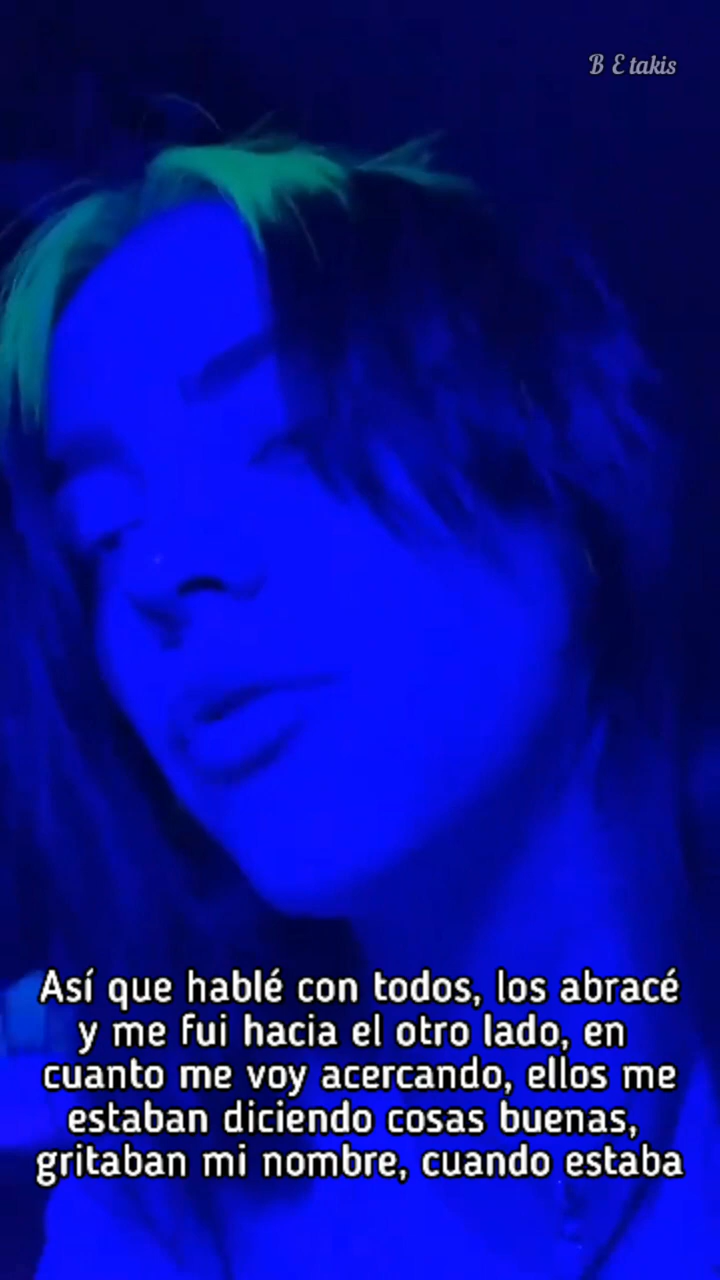 B E takis
Así que hablé con todos, los abracé
y me fui hacia el otro lado, en
cuanto me voy acercando, ellos me
estaban diciendo cosas buenas,
gritaban mi nombre, cuando estaba